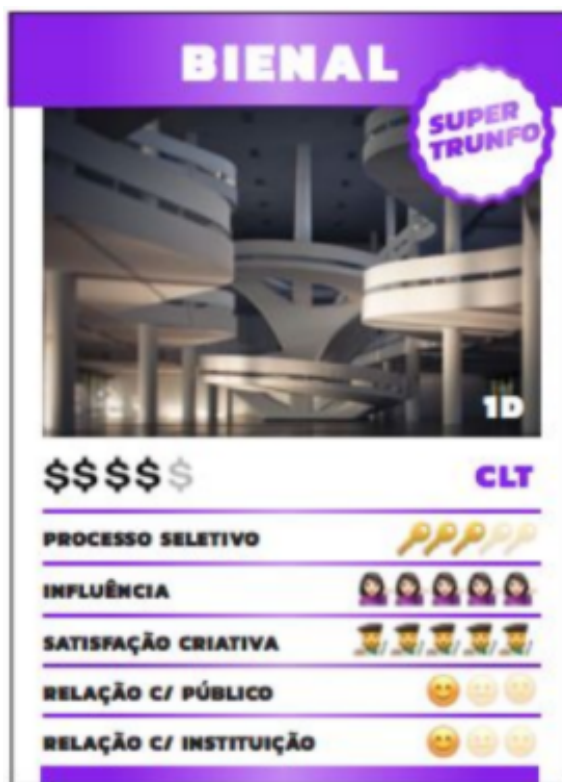 BIENAL
SUPER
TRUNFO
1D
$$$$$
CLT
PROCESSO SELETIVO
INFLUÊNCIA
SATISFAÇÃO CRIATIVA
RELAÇÃO C/ PÚBLICO
RELAÇÃO C/ INSTITUIÇÃO